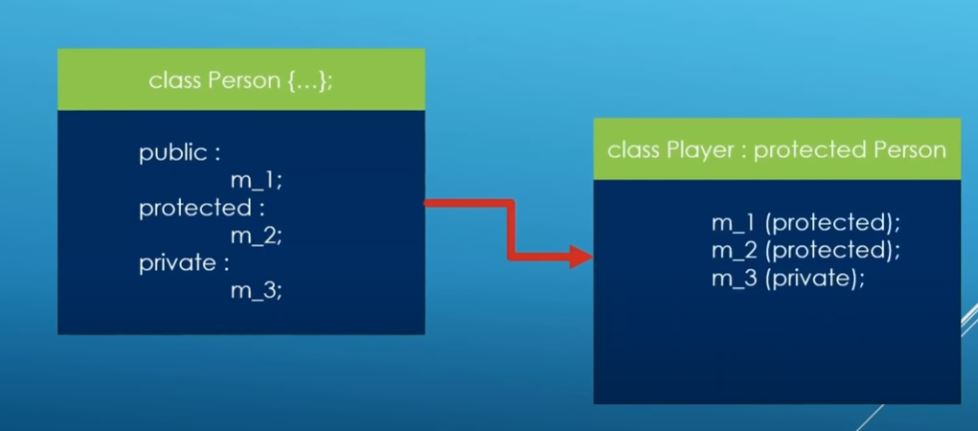 class Person {...};
public :
m_1;
protected :
m_2;
private :
m_3;
class Player : protected Person
m_1 (protected);
m_2 (protected);
m_3 (private);